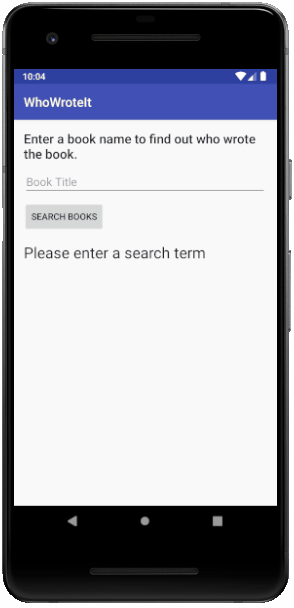 10:04
WhoWroteIt
Enter a book name to find out who wrote
the book.
Book Title
SEARCH BOOKS
Please enter a search term